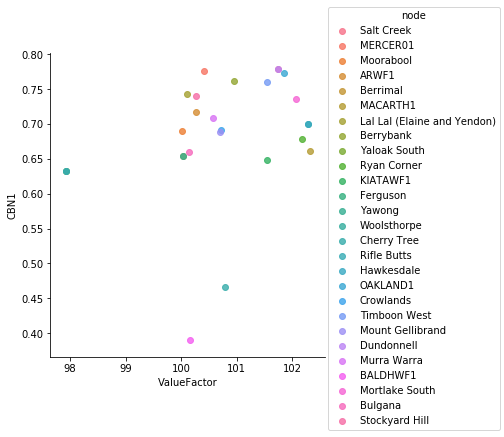 node
Salt Creek
MERCER01
Moorabool
ARWF1
Berrimal
MACARTH1
Lal Lal (Elaine and Yendon)
Berrybank
Yaloak South
Ryan Corner
KIATAWF1
Ferguson
Yawong
Woolsthorpe
Cherry Tree
Rifle Butts
Hawkesdale
OAKLAND1
Crowlands
Timboon West
Mount Gellibrand
Dundonnell
Murra Warra
BALDHWF1
Mortlake South
Bulgana
Stockyard Hill
CBN1
0.80
0.75
0.70
0.65
0.60
0.55
0.50
0.45
0.40
98 99 100 101 102
ValueFactor